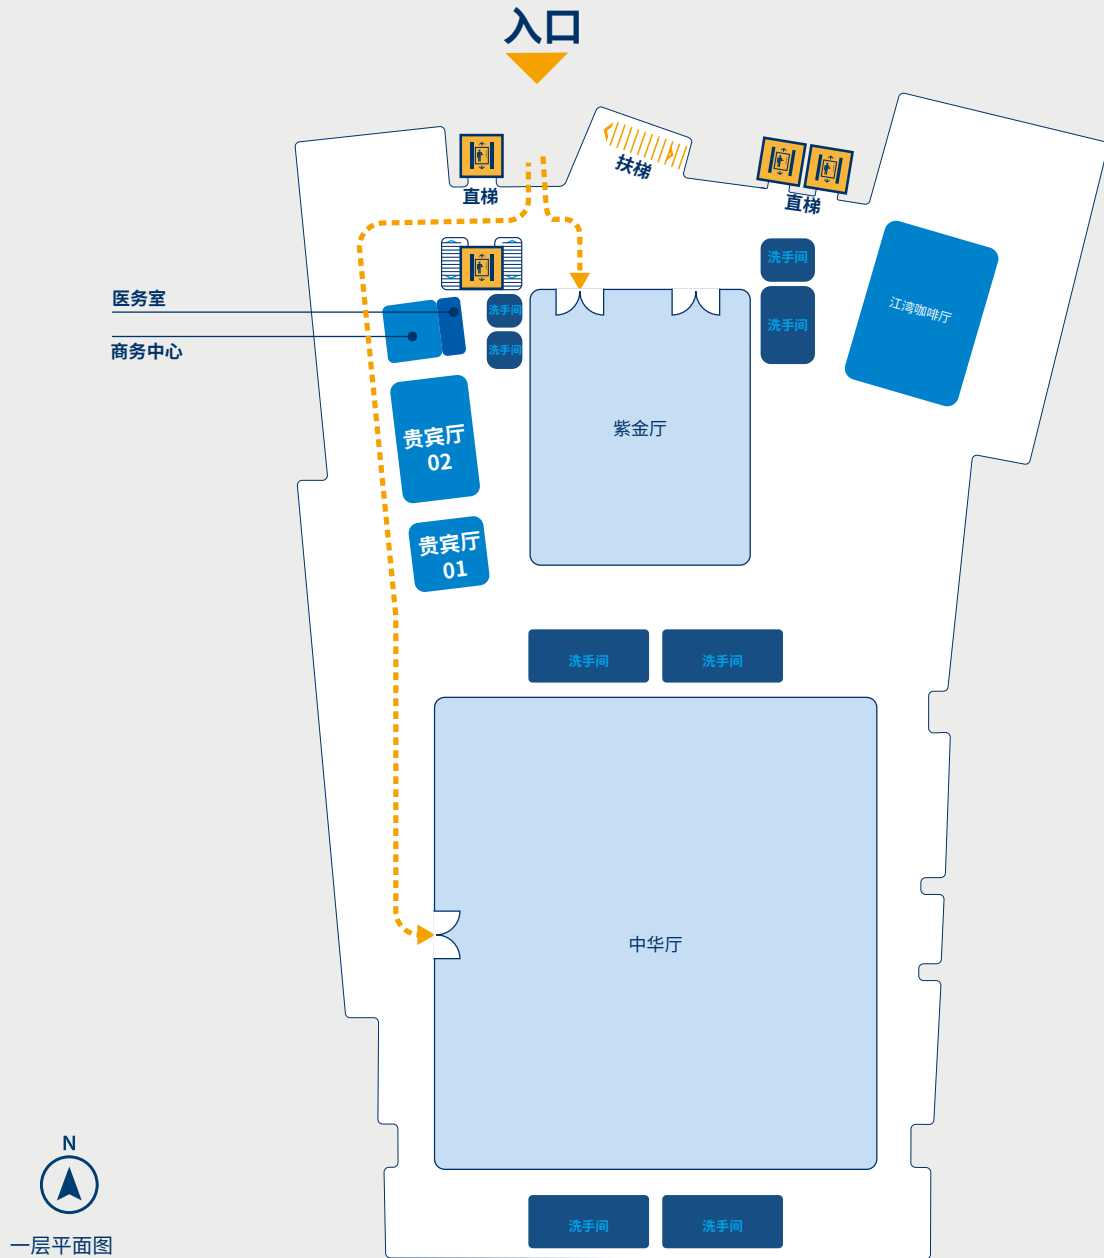 入口
扶梯
直梯
直梯
洗手间
医务室
洗手间
江湾咖啡厅
洗手间
商务中心
洗手间
贵宾厅
02
紫金厅
贵宾厅
01
洗手间
洗手间
中华厅
N
洗手间
洗手间
一层平面图